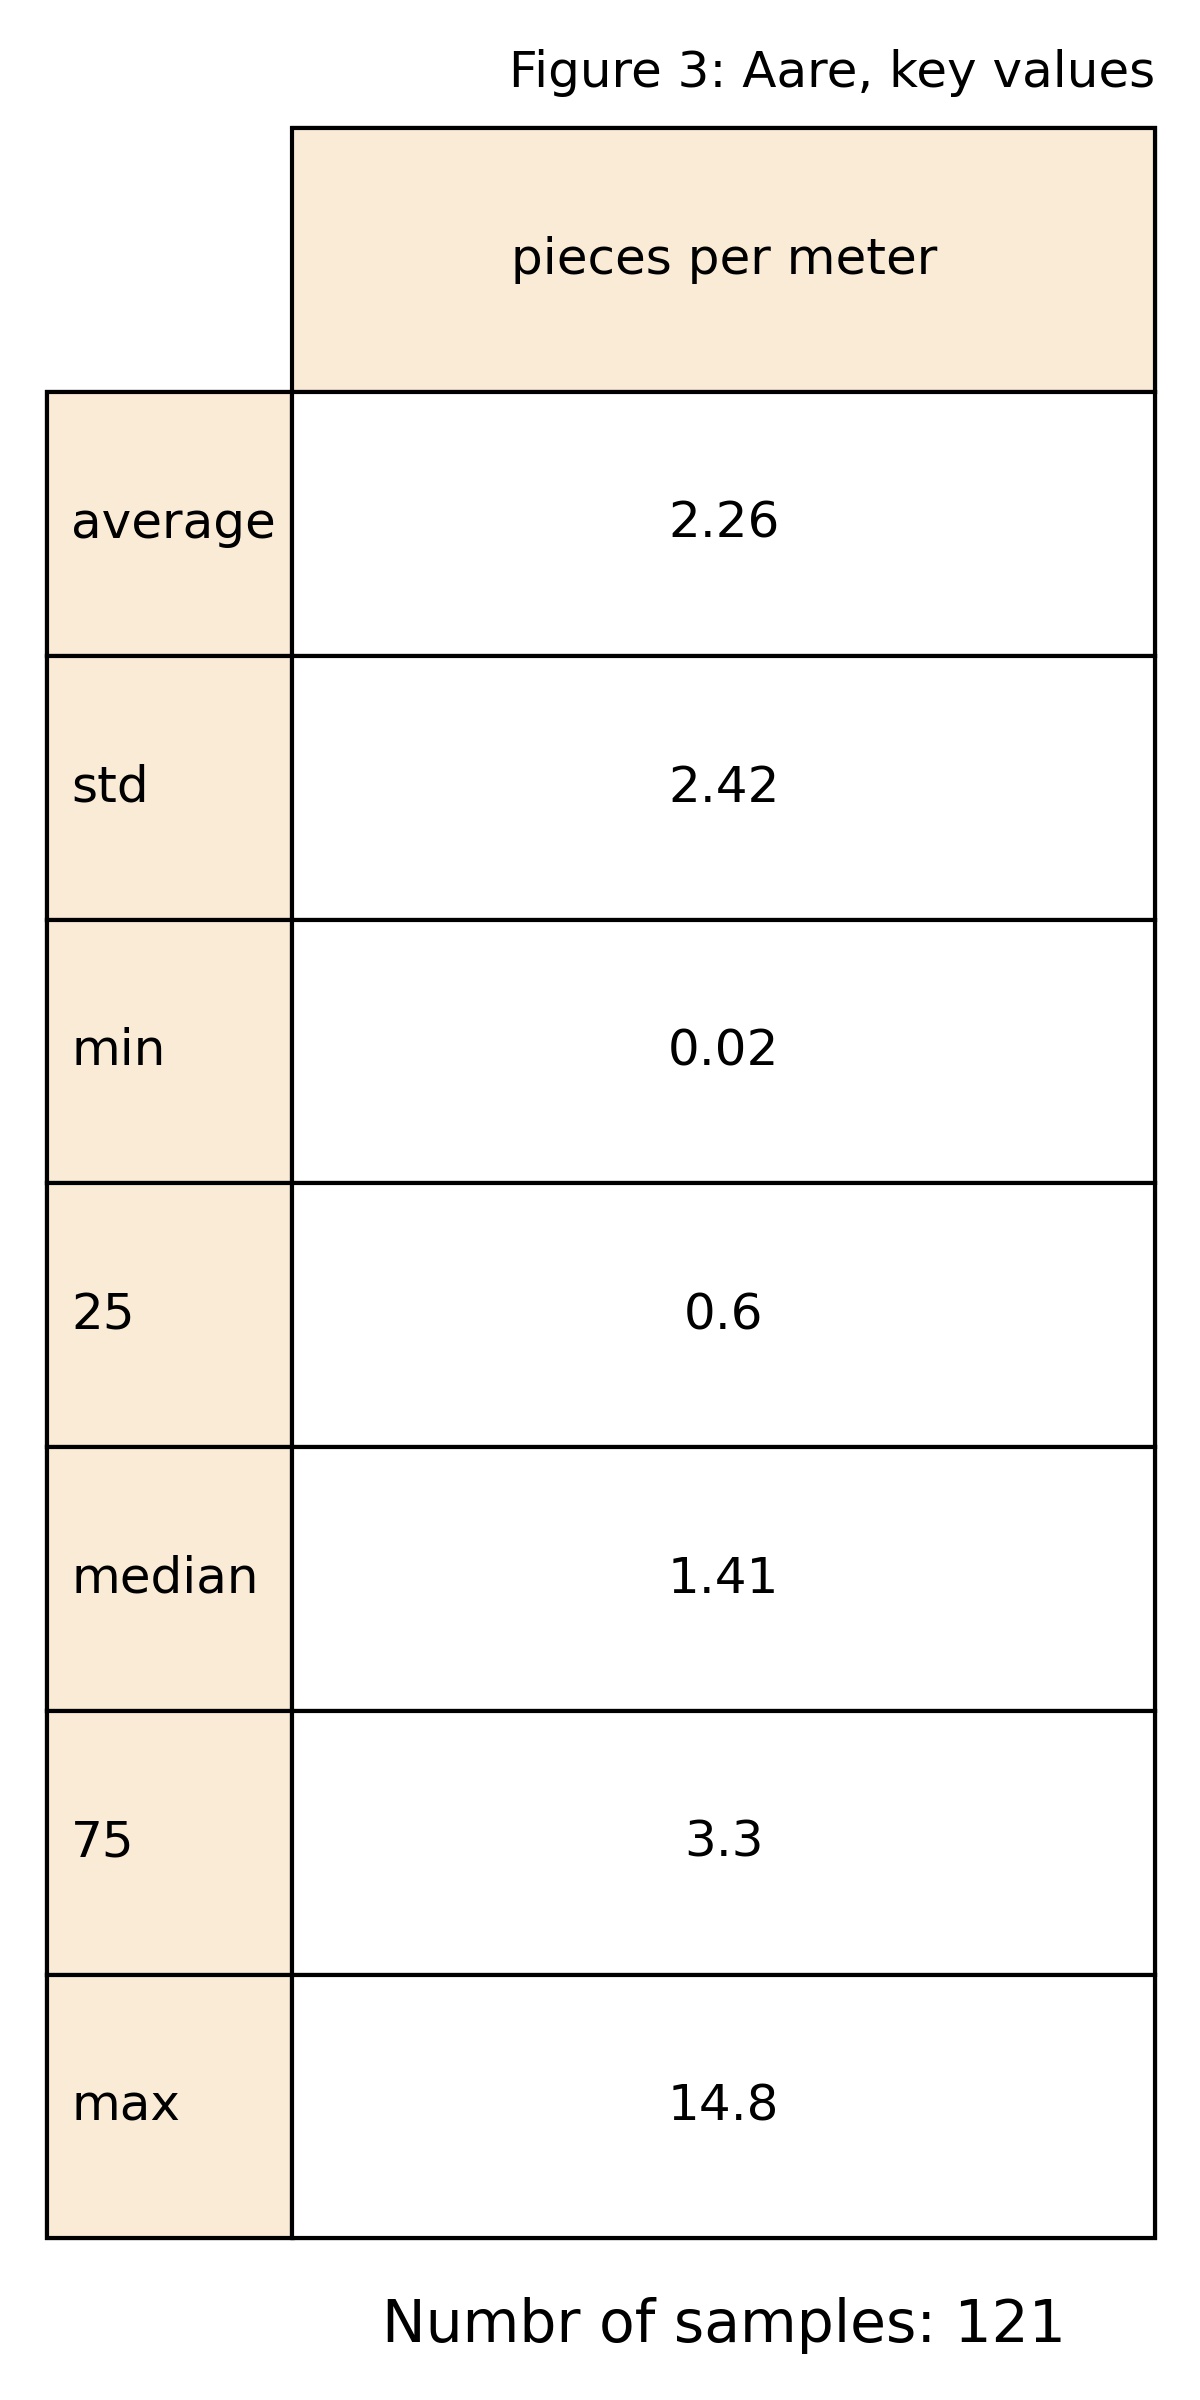 Figure 3: Aare, key values
pieces per meter
average 2.26
std 2.42
min 0.02
25 0.6
median 1.41
75 3.3
max 14.8
Numbr of samples: 121